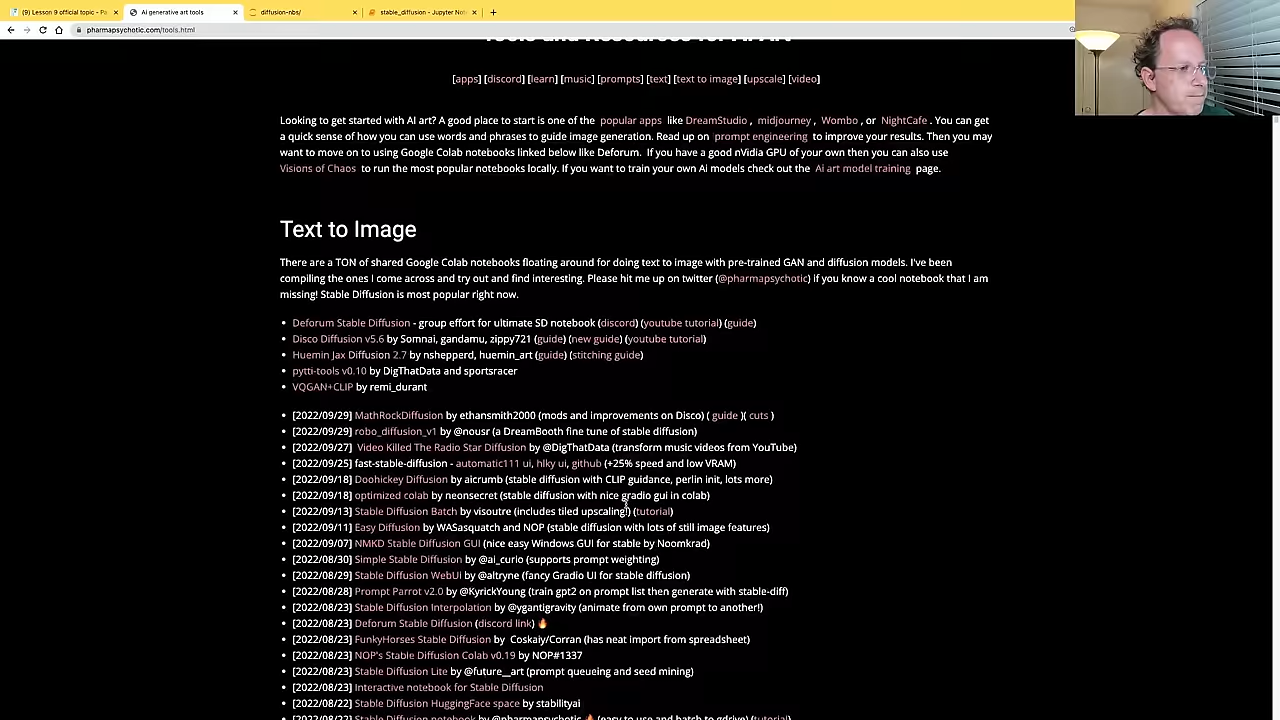 (9) Lesson 9 official topic - Pa
Ai generative art tools
diffusion-nbs/
stable_diffusion - Jupyter Not
pharmapsychotic.com/tools.html
[apps] [discord] [learn] [music] [prompts] [text] [text to image] [upscale] [video]
Looking to get started with AI art? A good place to start is one of the popular apps like DreamStudio , midjourney , Wombo , or NightCafe . You can get
a quick sense of how you can use words and phrases to guide image generation. Read up on prompt engineering to improve your results. Then you may
want to move on to using Google Colab notebooks linked below like Deforum. If you have a good nVidia GPU of your own then you can also use
Visions of Chaos to run the most popular notebooks locally. If you want to train your own Ai models check out the Ai art model training page.
Text to Image
There are a TON of shared Google Colab notebooks floating around for doing text to image with pre-trained GAN and diffusion models. I've been
compiling the ones I come across and try out and find interesting. Please hit me up on twitter (@pharmapsychotic) if you know a cool notebook that I am
missing! Stable Diffusion is most popular right now.
Deforum Stable Diffusion - group effort for ultimate SD notebook (discord) (youtube tutorial) (guide)
Disco Diffusion v5.6 by Somnai, gandamu, zippy721 (guide) (new guide) (youtube tutorial)
Huemin Jax Diffusion 2.7 by nshepperd, huemin_art (guide) (stitching guide)
pytti-tools v0.10 by DigThatData and sportsracer
VQGAN+CLIP by remi_durant
[2022/09/29] MathRockDiffusion by ethansmith2000 (mods and improvements on Disco) ( guide )( cuts )
[2022/09/29] robo_diffusion_v1 by @nousr (a DreamBooth fine tune of stable diffusion)
[2022/09/27] Video Killed The Radio Star Diffusion by @DigThatData (transform music videos from YouTube)
[2022/09/25] fast-stable-diffusion - automatic111 ui, hlky ui, github (+25% speed and low VRAM)
[2022/09/18] Doohickey Diffusion by aicrumb (stable diffusion with CLIP guidance, perlin init, lots more)
[2022/09/18] optimized colab by neonsecret (stable diffusion with nice gradio gui in colab)
[2022/09/13] Stable Diffusion Batch by visoutre (includes tiled upscaling!) (tutorial)
[2022/09/11] Easy Diffusion by WASasquatch and NOP (stable diffusion with lots of still image features)
[2022/09/07] NMKD Stable Diffusion GUI (nice easy Windows GUI for stable by Noomkrad)
[2022/08/30] Simple Stable Diffusion by @ai_curio (supports prompt weighting)
[2022/08/29] Stable Diffusion WebUi by @altryne (fancy Gradio UI for stable diffusion)
[2022/08/28] Prompt Parrot v2.0 by @KyrickYoung (train gpt2 on prompt list then generate with stable-diff)
[2022/08/23] Stable Diffusion Interpolation by @ygantigravity (animate from own prompt to another!)
[2022/08/23] Deforum Stable Diffusion (discord link) 🔥
[2022/08/23] FunkyHorses Stable Diffusion by Coskaiy/Corran (has neat import from spreadsheet)
[2022/08/23] NOP's Stable Diffusion Colab v0.19 by NOP#1337
[2022/08/23] Stable Diffusion Lite by @future__art (prompt queueing and seed mining)
[2022/08/23] Interactive notebook for Stable Diffusion
[2022/08/22] Stable Diffusion HuggingFace space by stabilityai
[2022/08/22] Stable Diffusion notebook by @pharmapsychotic 🔥 (easy to use and batch to gdrive) (tutorial)